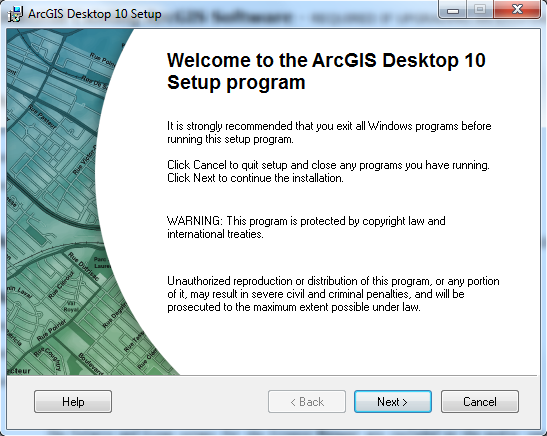 ArcGIS Desktop 10 Setup
Welcome to the ArcGIS Desktop 10
Setup program
It is strongly recommended that you exit all Windows programs before
running this setup program.
Click Cancel to quit setup and close any programs you have running.
Click Next to continue the installation.
WARNING: This program is protected by copyright law and
international treaties.
Unauthorized reproduction or distribution of this program, or any portion
of it, may result in severe civil and criminal penalties, and will be
prosecuted to the maximum extent possible under law.
Help
< Back
Next >
Cancel